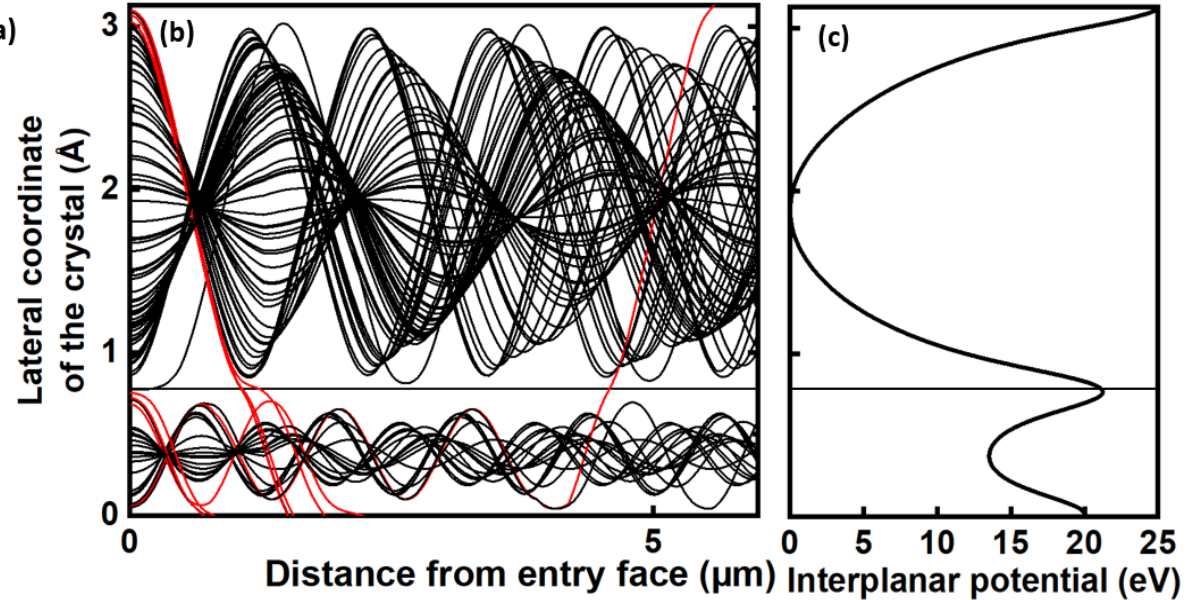 a)
(b)
(c)
3
2
1
0
Lateral coordinate
of the crystal (Å)
0
5
Distance from entry face (μm)
0
5
10
15
20
25
Interplanar potential (eV)